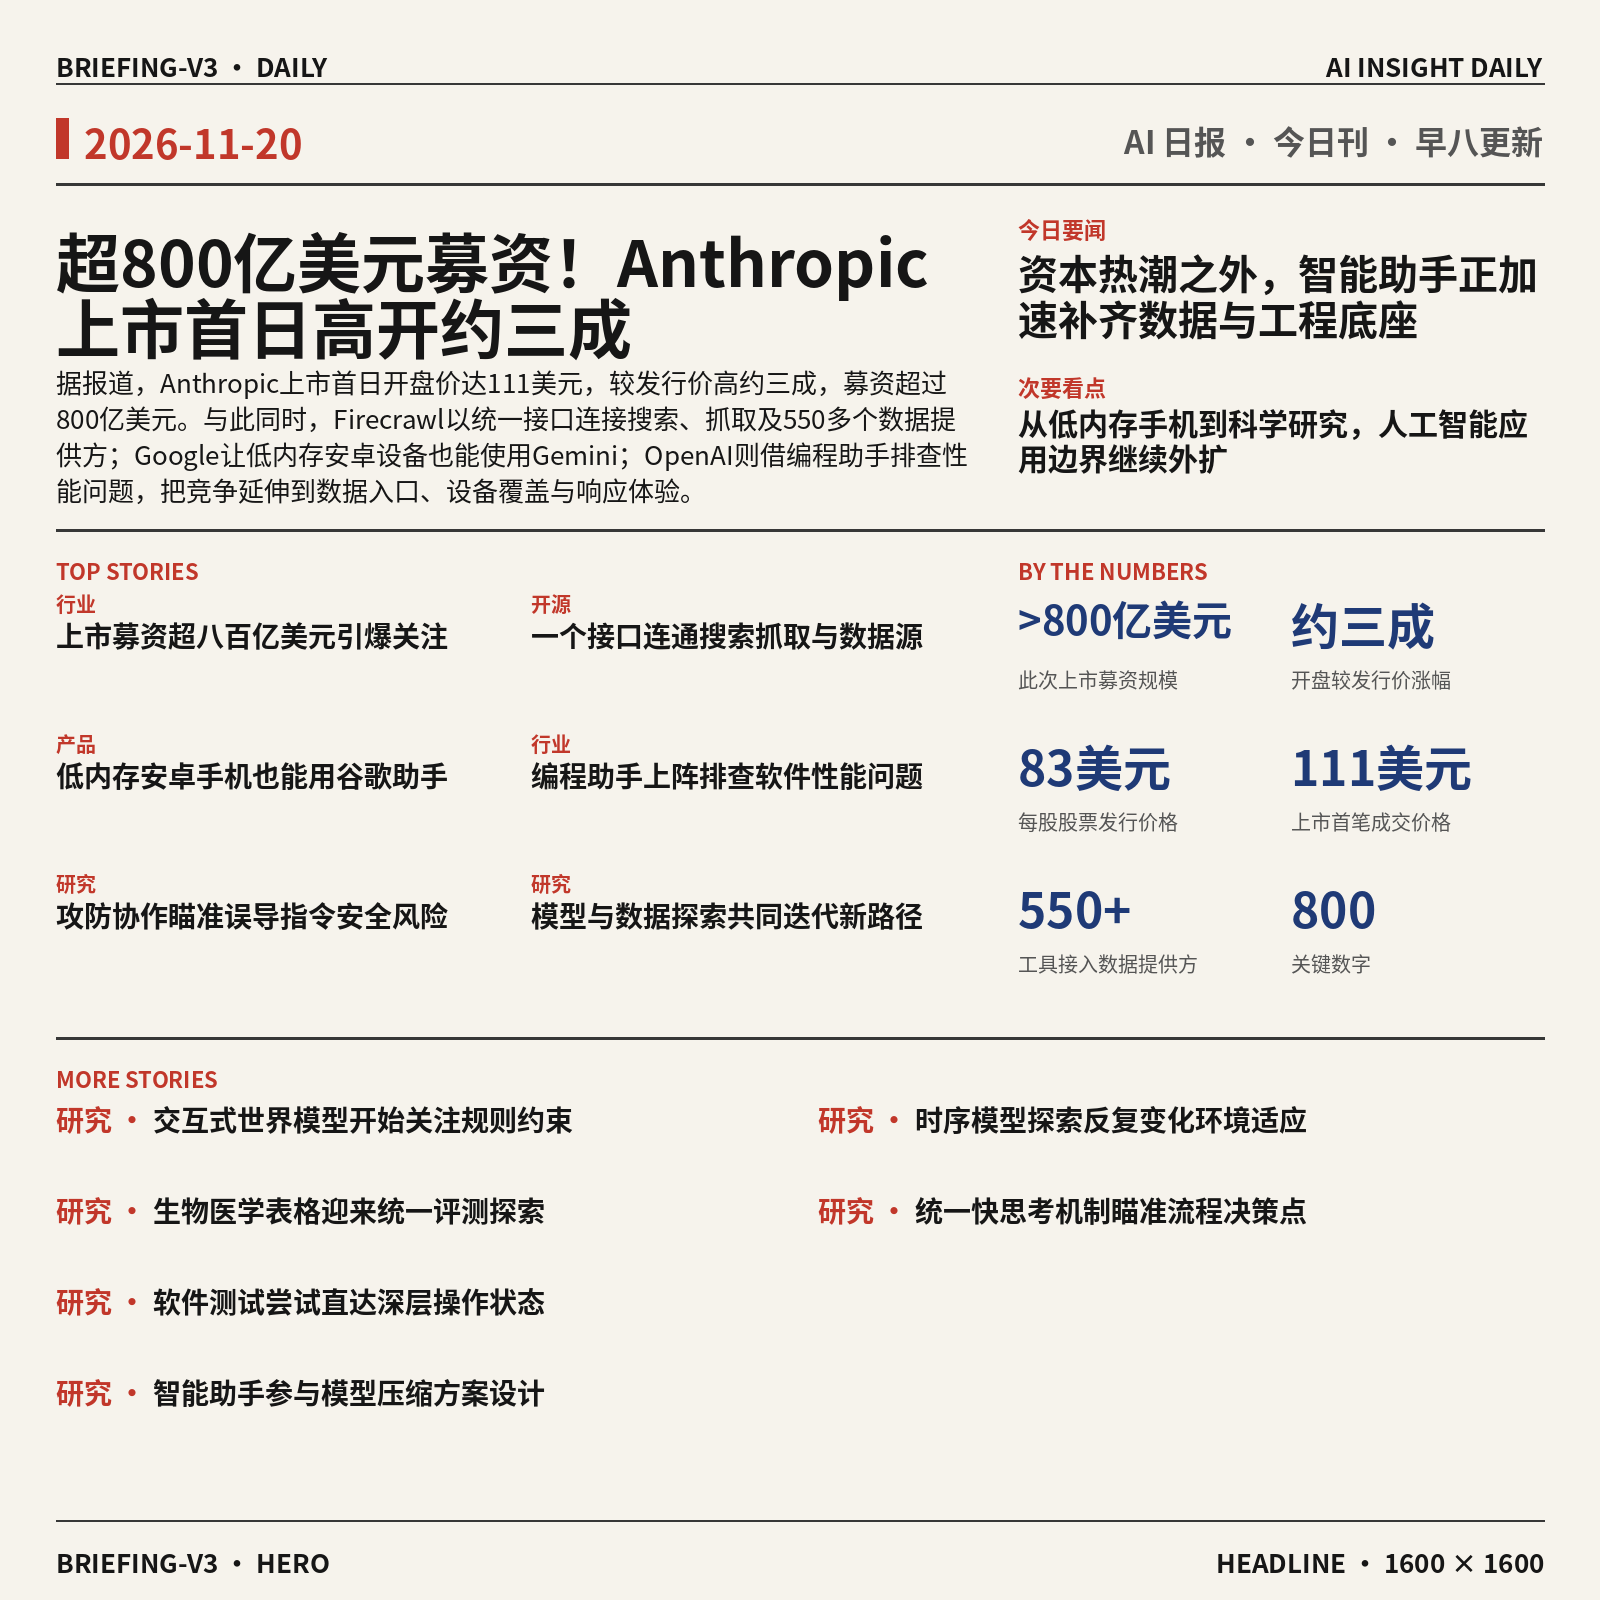 BRIEFING-V3 • DAILY
AI INSIGHT DAILY
2026-11-20
AI 日报 • 今日刊 • 早八更新
超800亿美元募资！Anthropic
上市首日高开约三成
据报道，Anthropic上市首日开盘价达111美元，较发行价高约三成，募资超过
800亿美元。与此同时，Firecrawl以统一接口连接搜索、抓取及550多个数据提
供方；Google让低内存安卓设备也能使用Gemini；OpenAI则借编程助手排查性
能问题，把竞争延伸到数据入口、设备覆盖与响应体验。
今日要闻
资本热潮之外，智能助手正加
速补齐数据与工程底座
次要看点
从低内存手机到科学研究，人工智能应
用边界继续外扩
TOP STORIES
行业
上市募资超八百亿美元引爆关注
开源
一个接口连通搜索抓取与数据源
产品
低内存安卓手机也能用谷歌助手
行业
编程助手上阵排查软件性能问题
研究
攻防协作瞄准误导指令安全风险
研究
模型与数据探索共同迭代新路径
BY THE NUMBERS
>800亿美元
此次上市募资规模
约三成
开盘较发行价涨幅
83美元
每股股票发行价格
111美元
上市首笔成交价格
550+
工具接入数据提供方
800
关键数字
MORE STORIES
研究 • 交互式世界模型开始关注规则约束
研究 • 时序模型探索反复变化环境适应
研究 • 生物医学表格迎来统一评测探索
研究 • 统一快思考机制瞄准流程决策点
研究 • 软件测试尝试直达深层操作状态
研究 • 智能助手参与模型压缩方案设计
BRIEFING-V3 • HERO
HEADLINE • 1600 × 1600